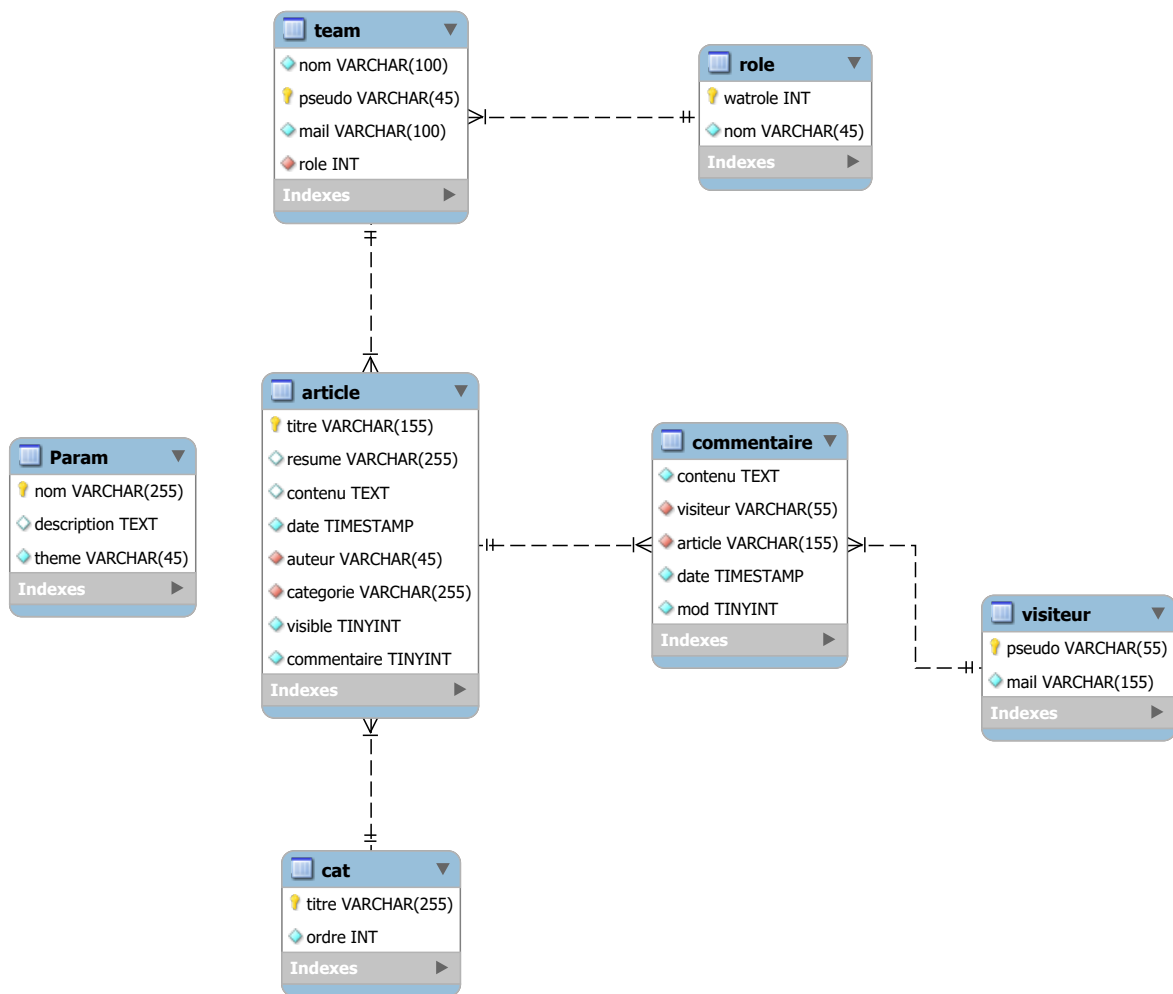 team
nom VARCHAR(100)
pseudo VARCHAR(45)
mail VARCHAR(100)
role INT
Indexes
role
watrole INT
nom VARCHAR(45)
Indexes
article
titre VARCHAR(155)
resume VARCHAR(255)
contenu TEXT
date TIMESTAMP
auteur VARCHAR(45)
categorie VARCHAR(255)
visible TINYINT
commentaire TINYINT
Indexes
Param
nom VARCHAR(255)
description TEXT
theme VARCHAR(45)
Indexes
commentaire
contenu TEXT
visiteur VARCHAR(55)
article VARCHAR(155)
date TIMESTAMP
mod TINYINT
Indexes
visiteur
pseudo VARCHAR(55)
mail VARCHAR(155)
Indexes
cat
titre VARCHAR(255)
ordre INT
Indexes